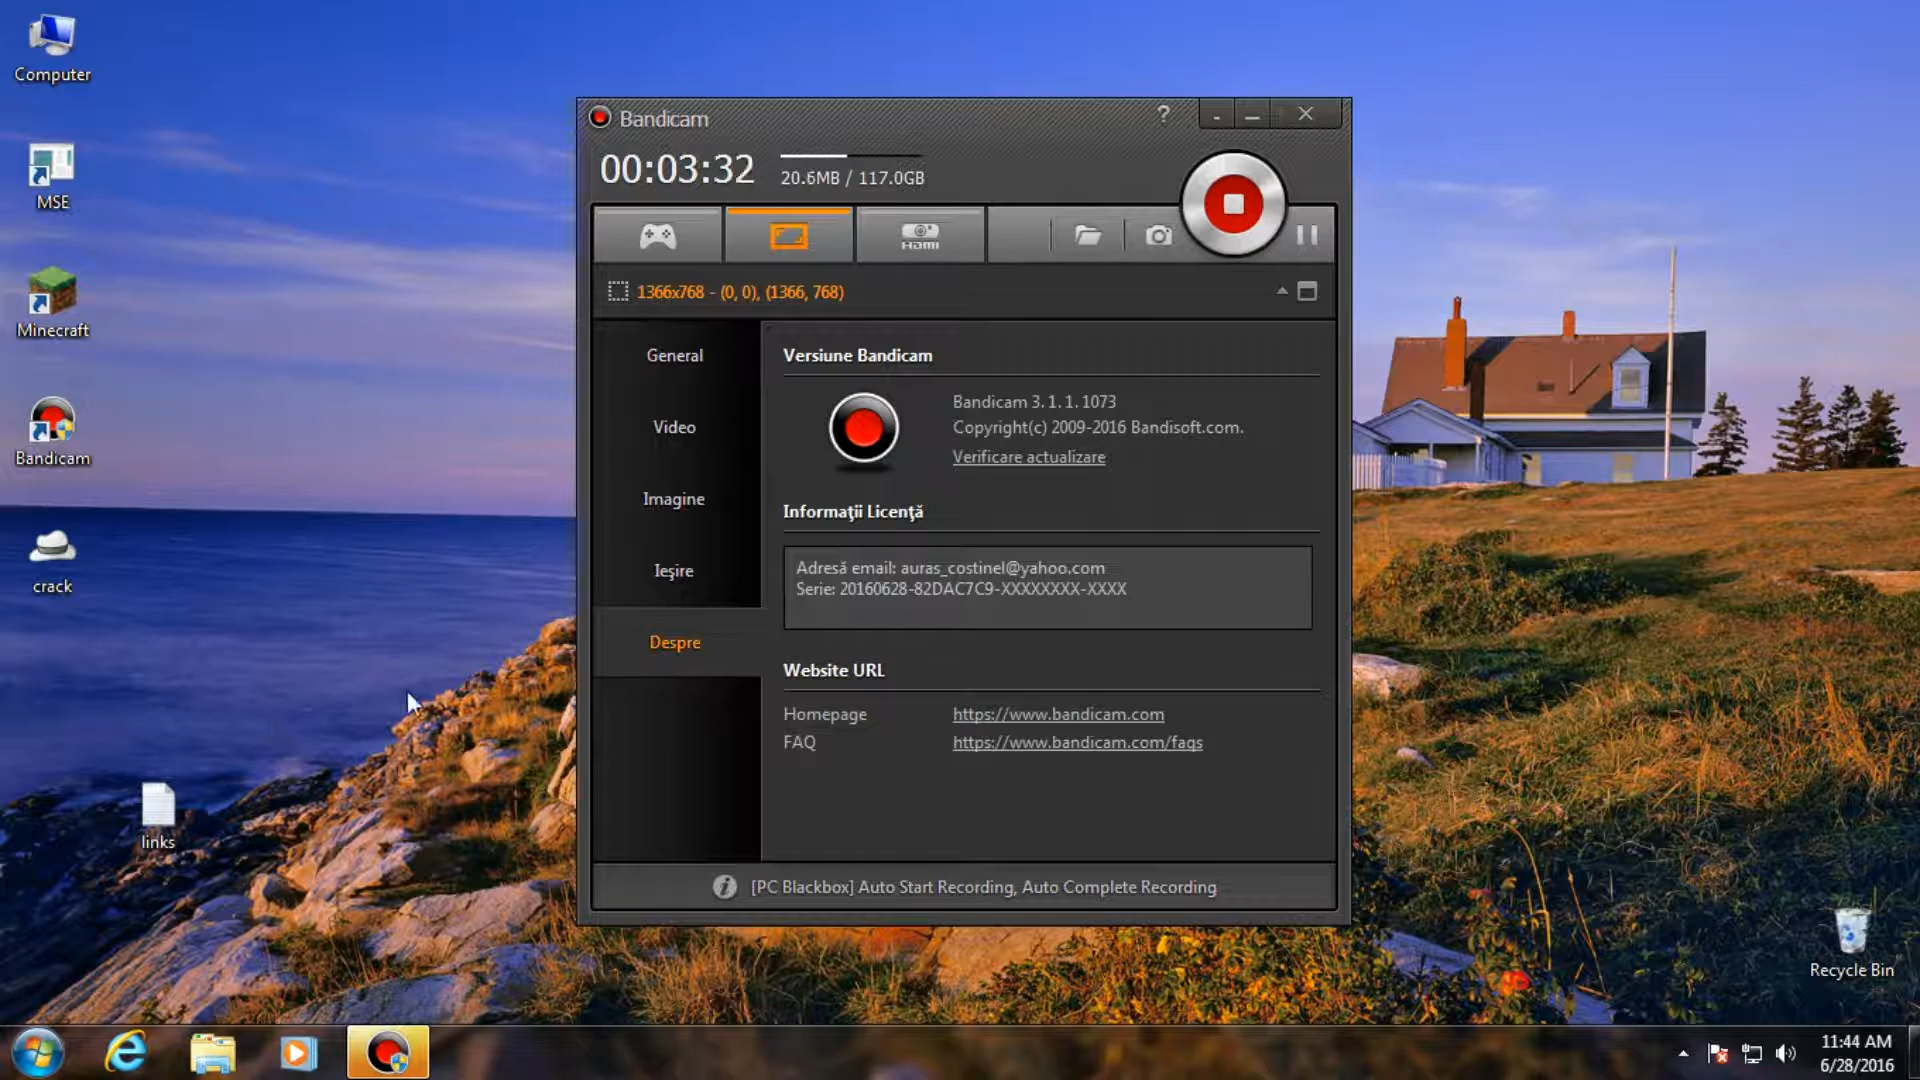 Computer
MSE
Minecraft
Bandicam
crack
links
Bandicam
?
00:03:32
20.6MB / 117.0GB
HDMI
1366x768 - (0, 0), (1366, 768)
General
Video
Imagine
Ieşire
Despre
Versiune Bandicam
Bandicam 3.1.1.1073
Copyright(c) 2009-2016 Bandisoft.com.
Verificare actualizare
Informaţii Licenţă
Adresă email: auras_costinel@yahoo.com
Serie: 20160628-82DAC7C9-XXXXXXXX-XXXX
Website URL
Homepage https://www.bandicam.com
FAQ https://www.bandicam.com/faqs
[PC Blackbox] Auto Start Recording, Auto Complete Recording
Recycle Bin
11:44 AM
6/28/2016